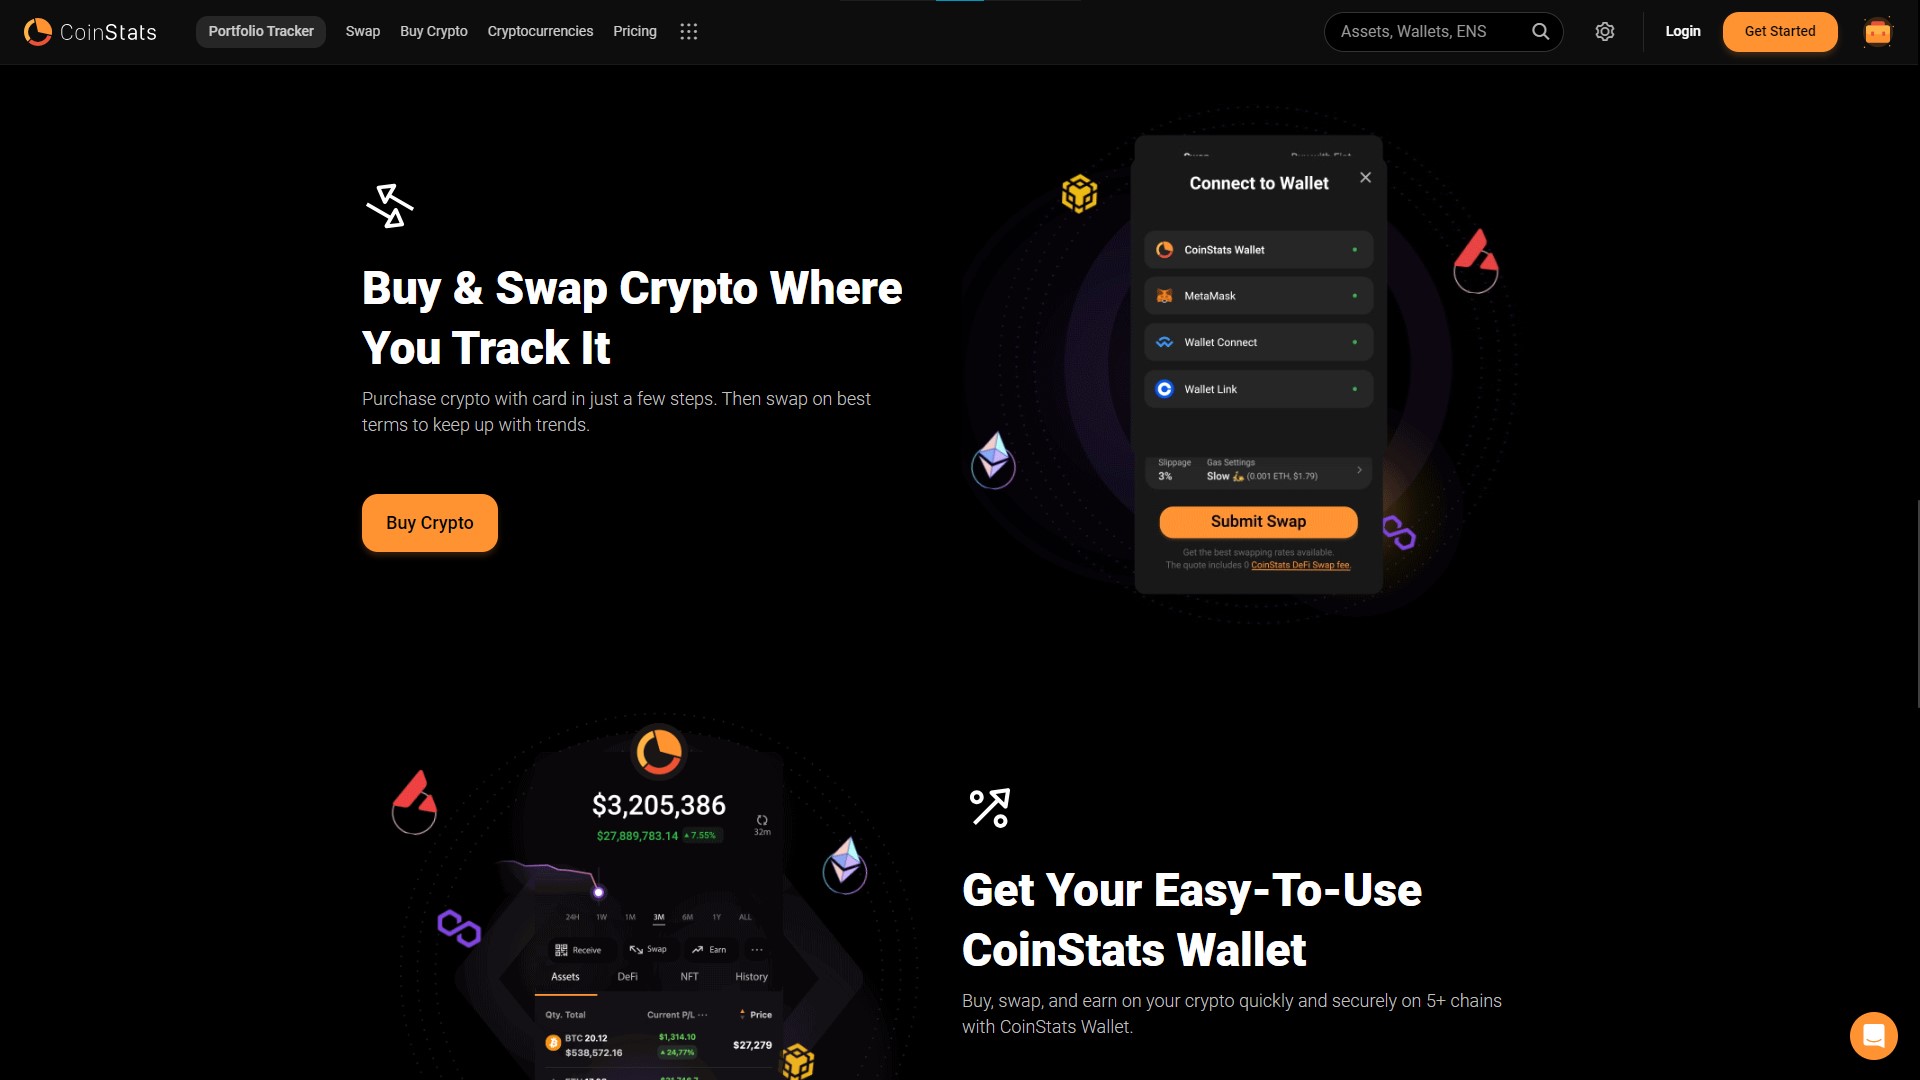 CoinStats
Portfolio Tracker
Swap
Buy Crypto
Cryptocurrencies
Pricing
Assets, Wallets, ENS
Login
Get Started
Connect to Wallet
CoinStats Wallet
MetaMask
Wallet Connect
Wallet Link
Slippage
Gas Settings
3%
Slow (0.001 ETH, $1.79)
Submit Swap
Get the best swapping rates available.
The quote includes 0 CoinStats DeFi Swap fee.
Buy & Swap Crypto Where
You Track It
Purchase crypto with card in just a few steps. Then swap on best
terms to keep up with trends.
Buy Crypto
$3,205,386
$27,889,783.14 7.55%
32m
24H 1W 1M 3M 6M 1Y ALL
Receive Swap Earn
Assets DeFi NFT History
Qty. Total Current P/L Price
BTC 20.12
$1,314.10
$538,572.16
24,77%
$27,279
Get Your Easy-To-Use
CoinStats Wallet
Buy, swap, and earn on your crypto quickly and securely on 5+ chains
with CoinStats Wallet.